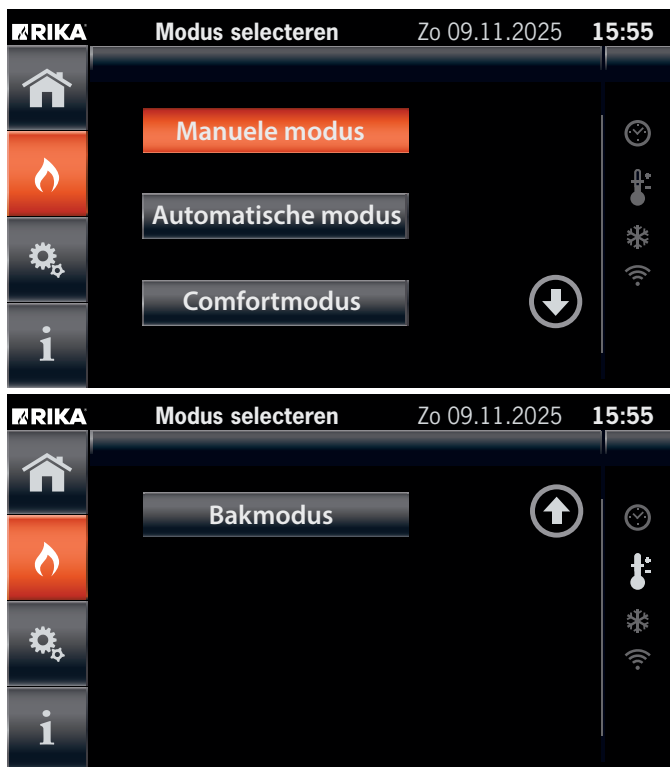 RIKA Modus selecteren Zo 09.11.2025 15:55
Manuele modus
Automatische modus
Comfortmodus
i
RIKA Modus selecteren Zo 09.11.2025 15:55
Bakmodus
i